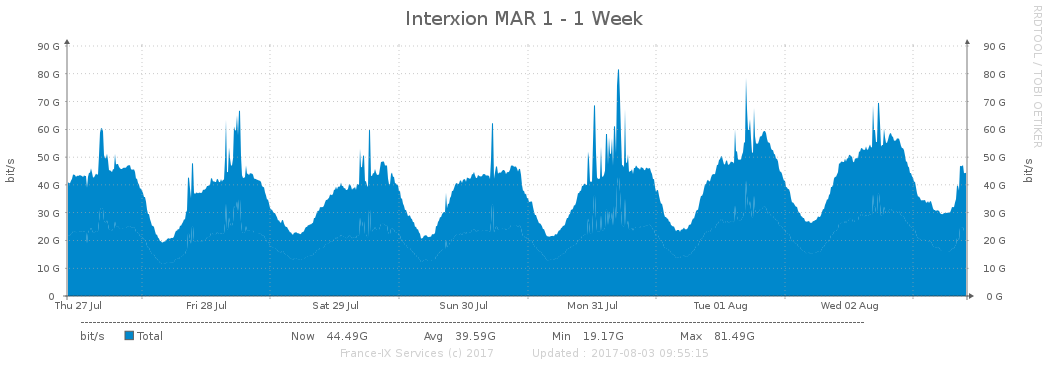 Interxion MAR 1 - 1 Week
RRDTOOL / TOBI OETIKER
bit/s
90 G 90 G
80 G 80 G
70 G 70 G
60 G 60 G
50 G 50 G
40 G 40 G
30 G 30 G
20 G 20 G
10 G 10 G
0 0 G
bit/s
Thu 27 Jul Fri 28 Jul Sat 29 Jul Sun 30 Jul Mon 31 Jul Tue 01 Aug Wed 02 Aug
bit/s Total Now 44.49G Avg 39.59G Min 19.17G Max 81.49G
France-IX Services (c) 2017 Updated : 2017-08-03 09:55:15